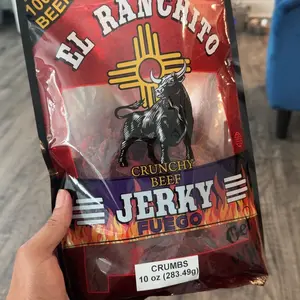 100%
BEEF
EL RANCHITO
CRUNCHY
BEEF
JERKY
FUEGO
CRUMBS
10 oz (283.49g)